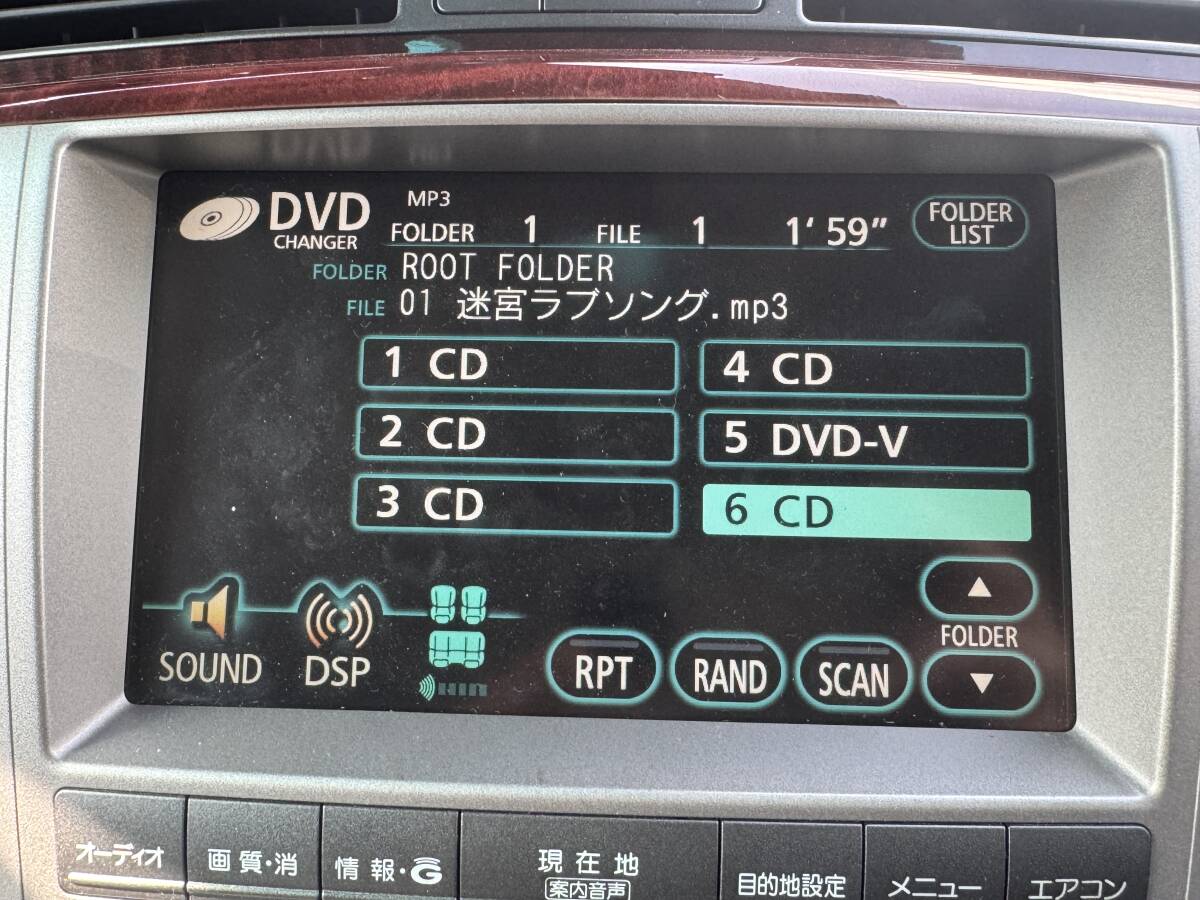 DVD
CHANGER
MP3
FOLDER 1 FILE 1 1'59"
FOLDER LIST
FOLDER ROOT FOLDER
FILE 01 迷宮ラブソング.mp3
1 CD
4 CD
2 CD
5 DVD-V
3 CD
6 CD
SOUND
DSP
RPT
RAND
SCAN
▲
FOLDER
▼
オーディオ
画質・消
情報・G
現在地
案内音声
目的地設定
メニュー
エアコン